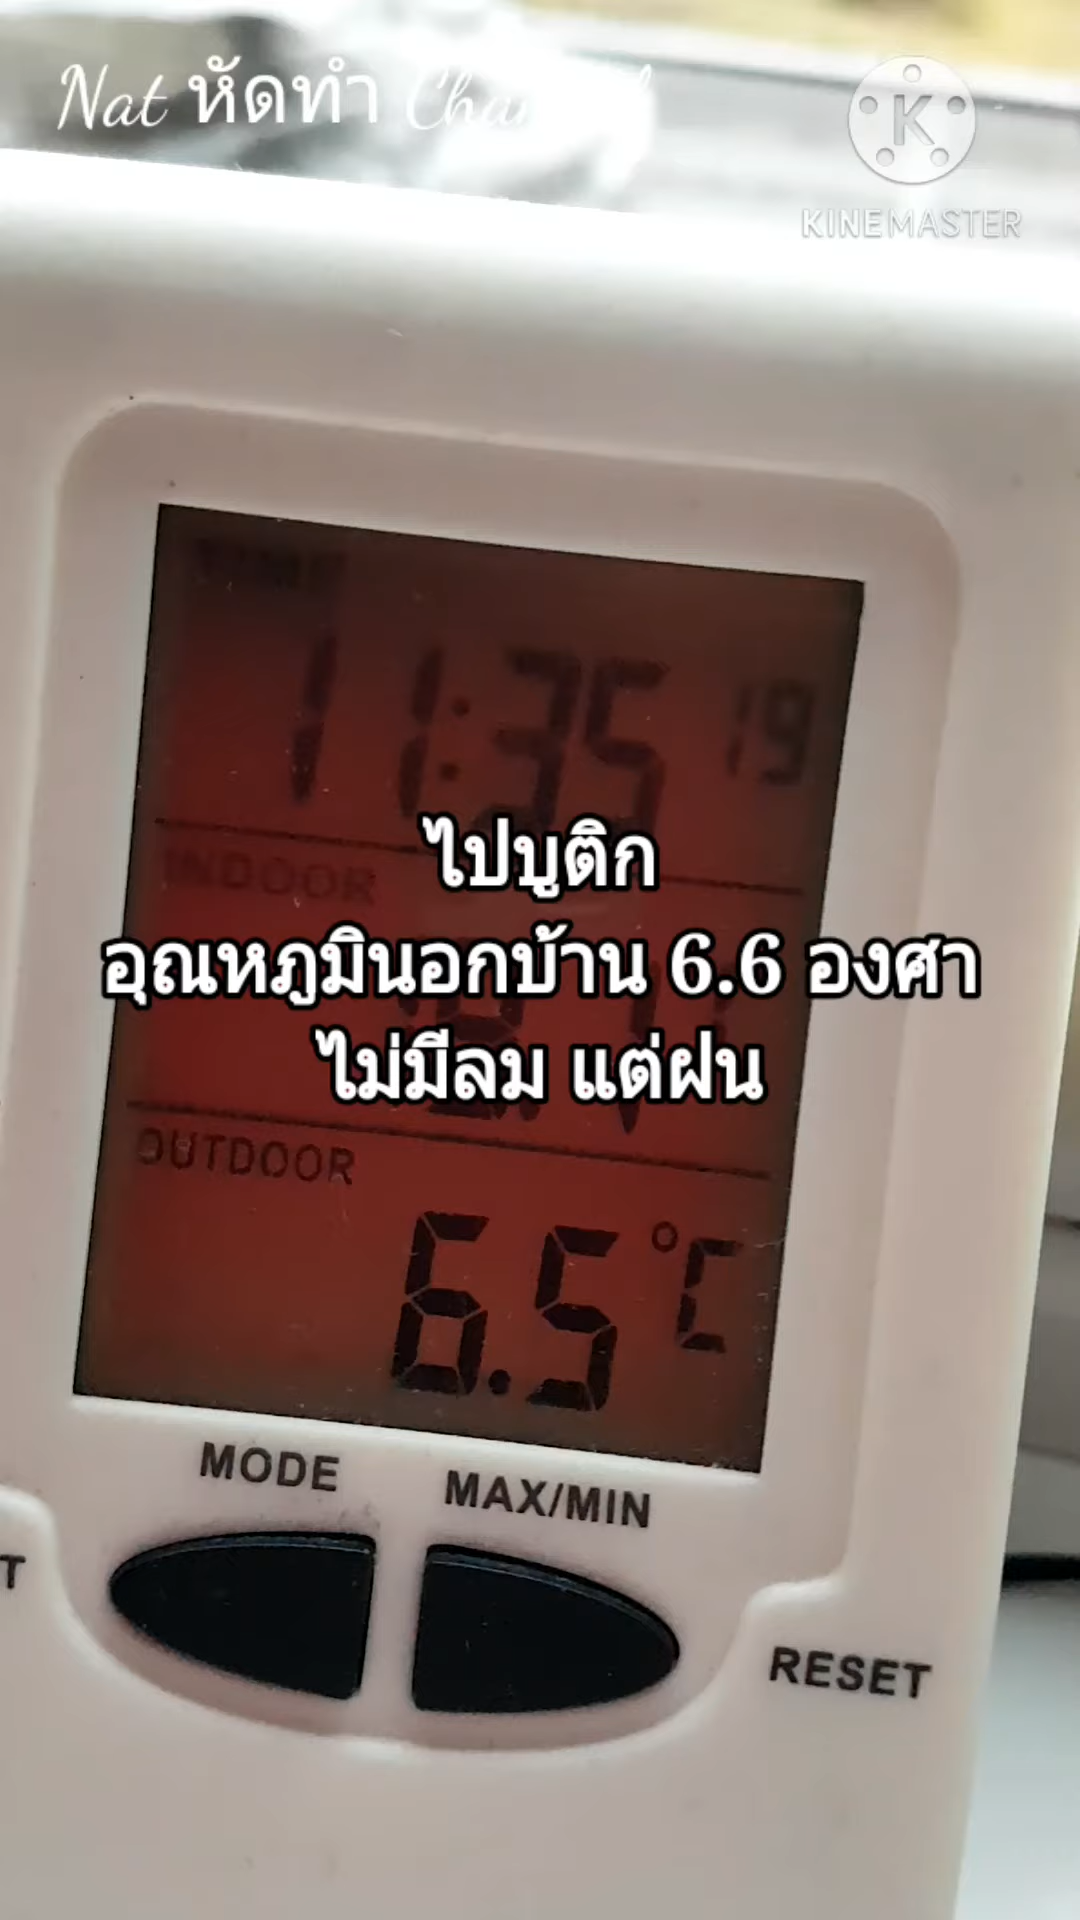 Nat หัดทำ
K
KINEMASTER
11:35 19
INDOOR
ไปบูติก
อุณหภูมินอกบ้าน 6.6 องศา
ไม่มีลม แต่ฝน
OUTDOOR
6.5 °C
MODE
MAX/MIN
RESET